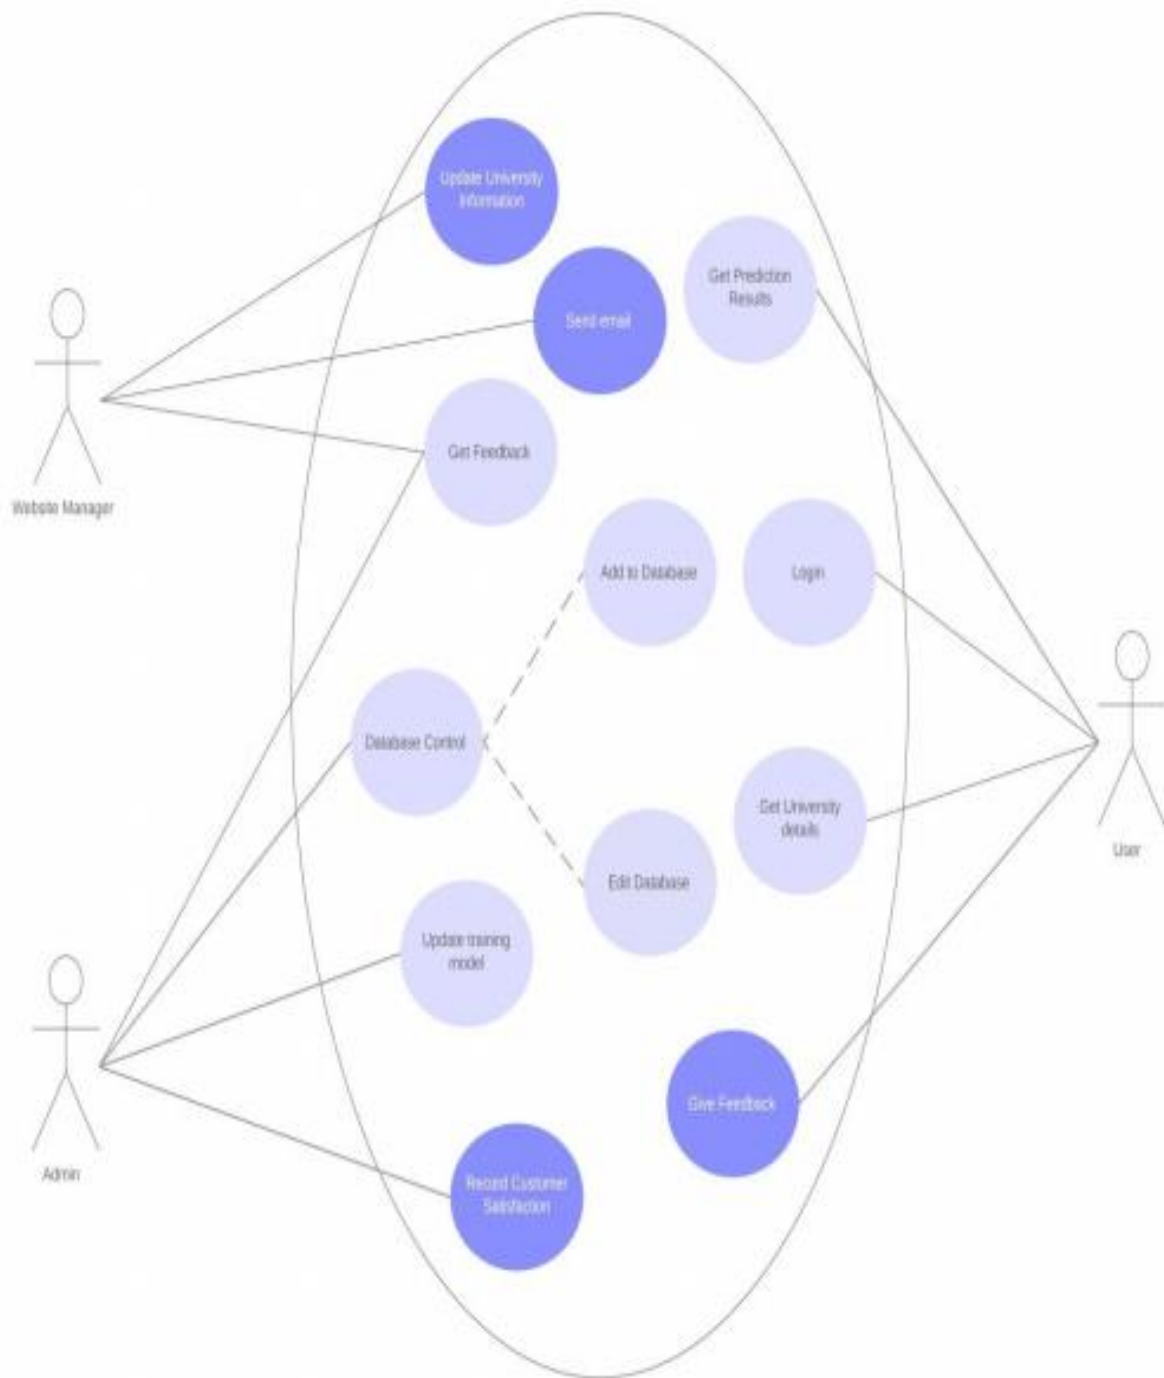 Update University
Information
Get Prediction
Results
Send email
Get Feedback
Website Manager
Add to Database
Login
Database Control
Get University
details
User
Edit Database
Update training
model
Give Feedback
Admin
Record Customer
Satisfaction